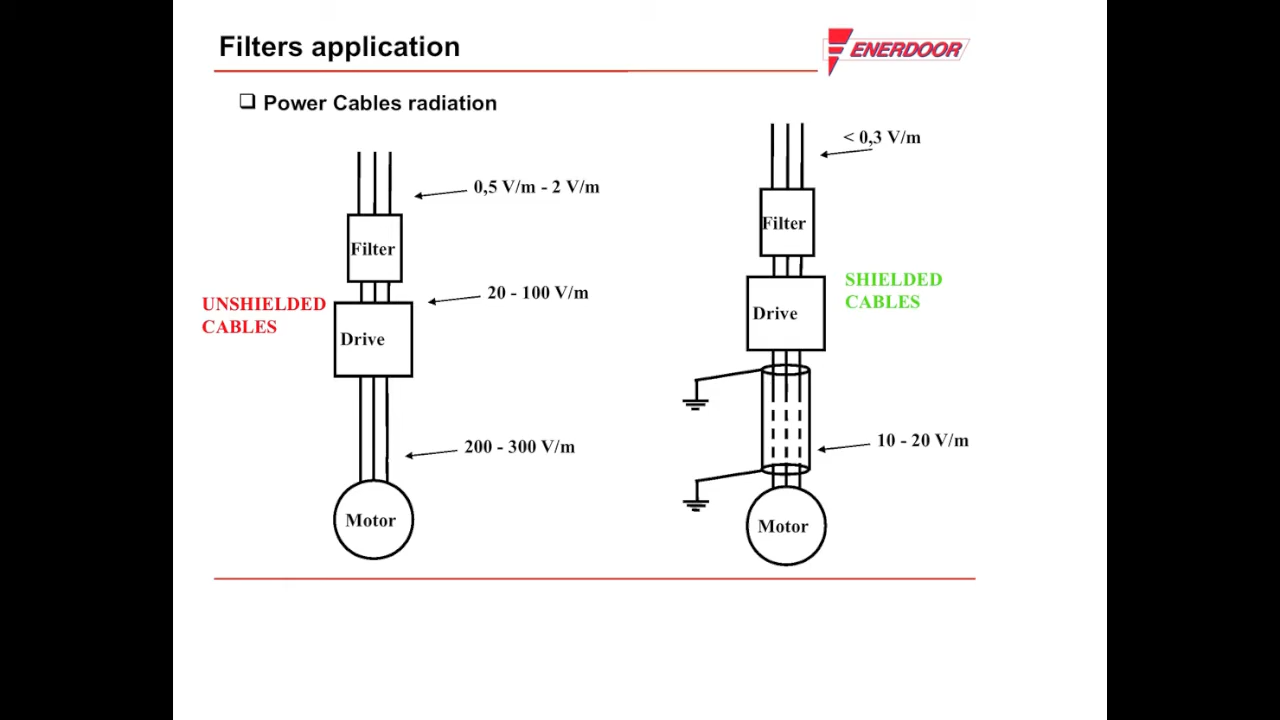 Filters application
ENERDOOR
Power Cables radiation
0,5 V/m - 2 V/m
Filter
20 - 100 V/m
UNSHIELDED
CABLES
Drive
200 - 300 V/m
Motor
< 0,3 V/m
Filter
SHIELDED
CABLES
Drive
10 - 20 V/m
Motor